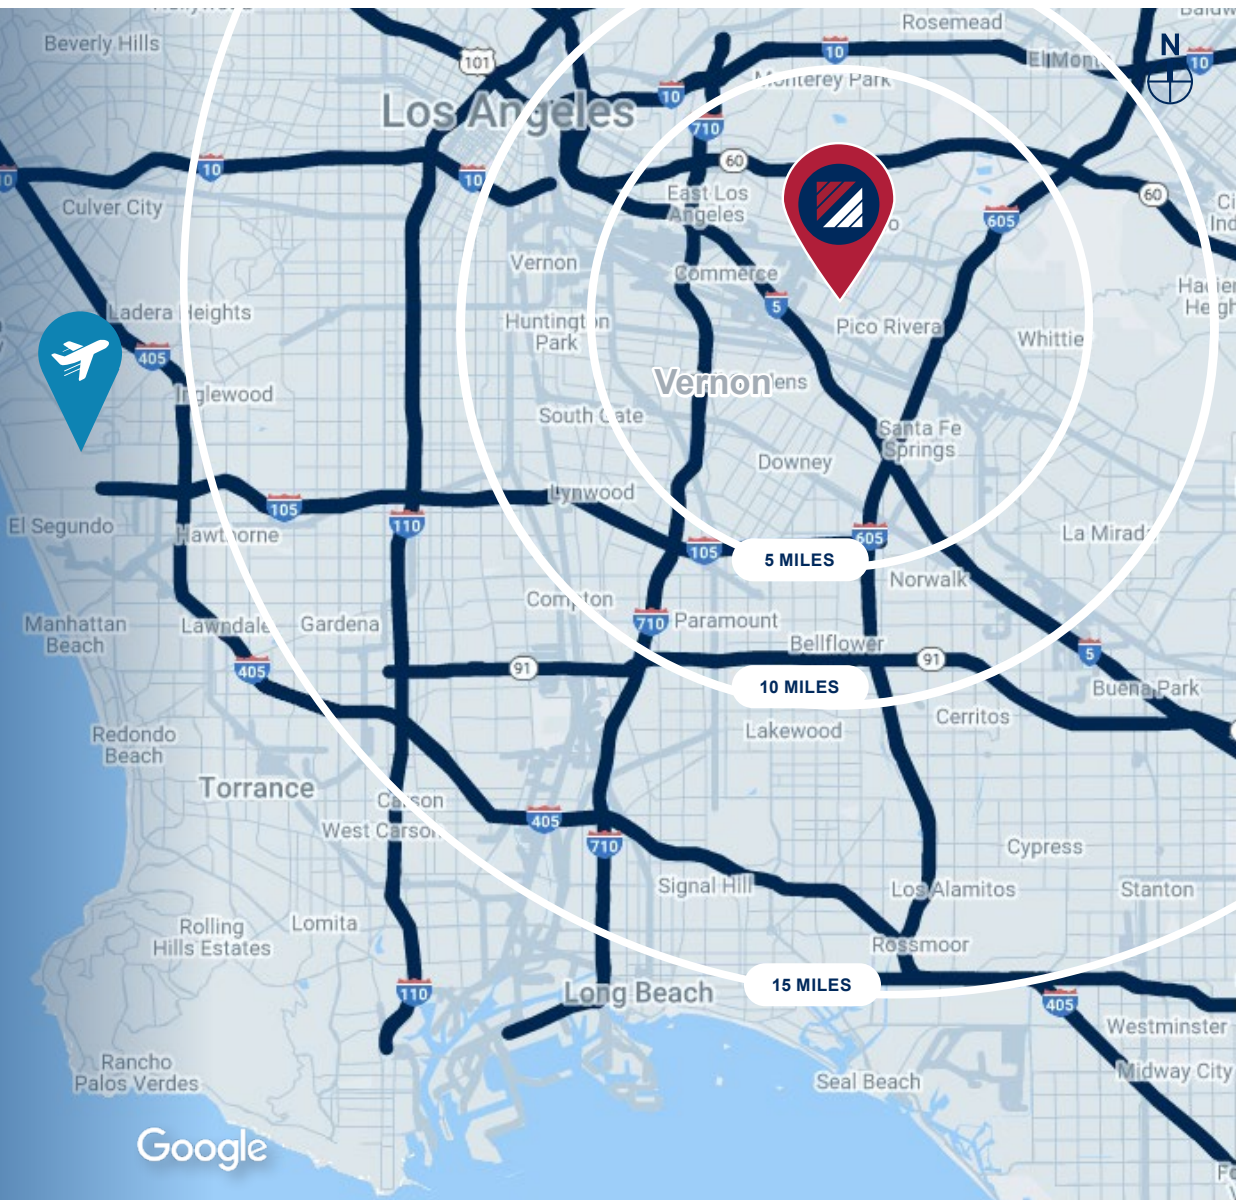 Rosemead
Beverly Hills
N
101
10
El Monte
10
Monterey Park
10
Los Angeles
710
60
10
10
10
East Los
Angeles
60
Culver City
605
Vernon
Commerce
5
Ladera Heights
Huntington
Park
Pico Rivera
Whittie
405
Inglewood
Vernon
lens
South Gate
Santa Fe
Springs
Downey
Lynwood
105
110
El Segundo
Hawthorne
105
605
La Mirada
5 MILES
Norwalk
Compton
Manhattan
Beach
Lawndale
Gardena
710
Paramount
Bellflower
405
91
91
5
10 MILES
Buena Park
Cerritos
Redondo
Beach
Lakewood
Torrance
Carson
West Carson
405
710
Cypress
Signal Hill
Los Alamitos
Stanton
Rolling
Hills Estates
Lomita
Rossmoor
15 MILES
110
Long Beach
405
Westminster
Rancho
Palos Verdes
Seal Beach
Midway City
Google